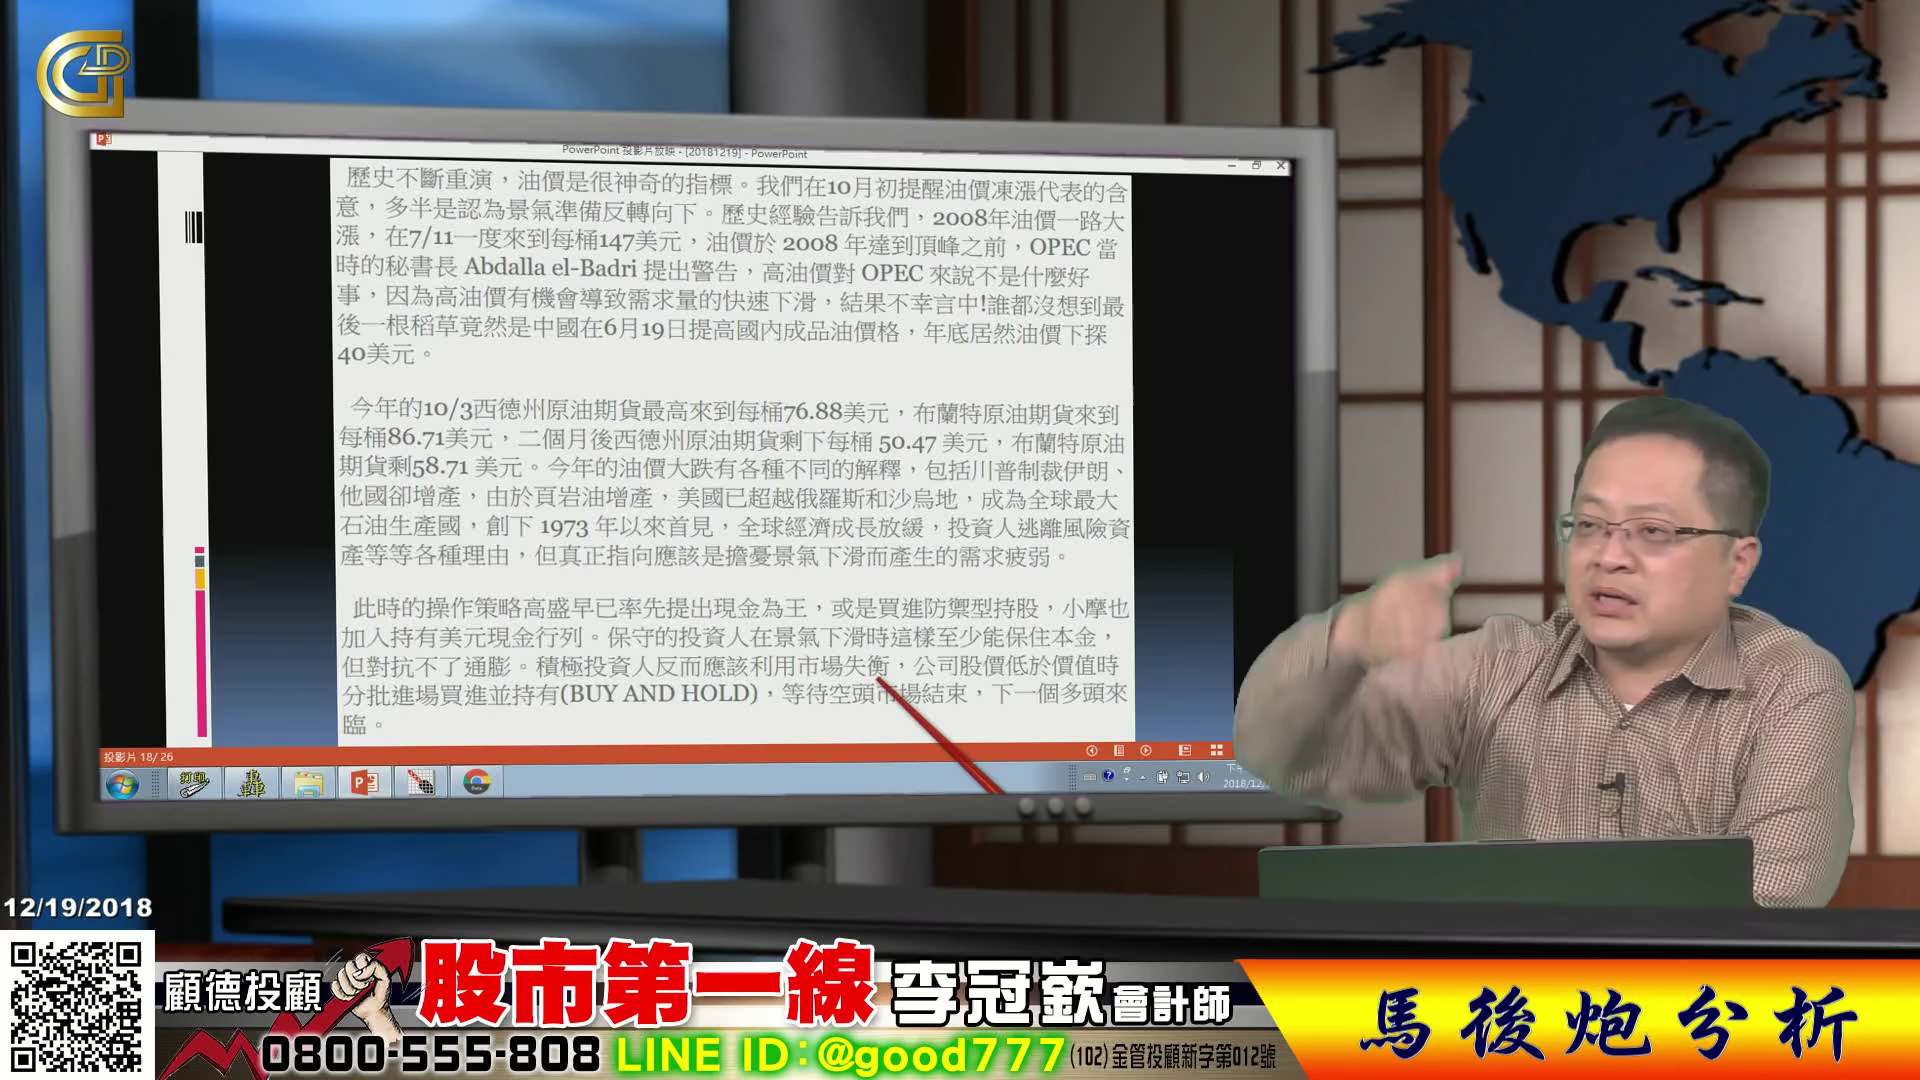 GD
PowerPoint 投影片放映 - [20181219] - PowerPoint
歷史不斷重演，油價是很神奇的指標。我們在10月初提醒油價凍漲代表的含
意，多半是認為景氣準備反轉向下。歷史經驗告訴我們，2008年油價一路大
漲，在7/11一度來到每桶147美元，油價於 2008 年達到頂峰之前，OPEC 當
時的秘書長 Abdalla el-Badri 提出警告，高油價對 OPEC 來說不是什麼好
事，因為高油價有機會導致需求量的快速下滑，結果不幸言中!誰都沒想到最
後一根稻草竟然是中國在6月19日提高國內成品油價格，年底居然油價下探
40美元。
今年的10/3西德州原油期貨最高來到每桶76.88美元，布蘭特原油期貨來到
每桶86.71美元，二個月後西德州原油期貨剩下每桶 50.47 美元，布蘭特原油
期貨剩58.71 美元。今年的油價大跌有各種不同的解釋，包括川普制裁伊朗、
他國卻增產，由於頁岩油增產，美國已超越俄羅斯和沙烏地，成為全球最大
石油生產國，創下 1973 年以來首見，全球經濟成長放緩，投資人逃離風險資
產等等各種理由，但真正指向應該是擔憂景氣下滑而產生的需求疲弱。
此時的操作策略高盛早已率先提出現金為王，或是買進防禦型持股，小摩也
加入持有美元現金行列。保守的投資人在景氣下滑時這樣至少能保住本金，
但對抗不了通膨。積極投資人反而應該利用市場失衡，公司股價低於價值時
分批進場買進並持有(BUY AND HOLD)，等待空頭市場結束，下一個多頭來
臨。
投影片 18/ 26
打印
下午
2018/12/
12/19/2018
顧德投顧
股市第一線
李冠嶔會計師
馬後炮分析
0800-555-808
LINE ID:@good777
(102)金管投顧新字第012號